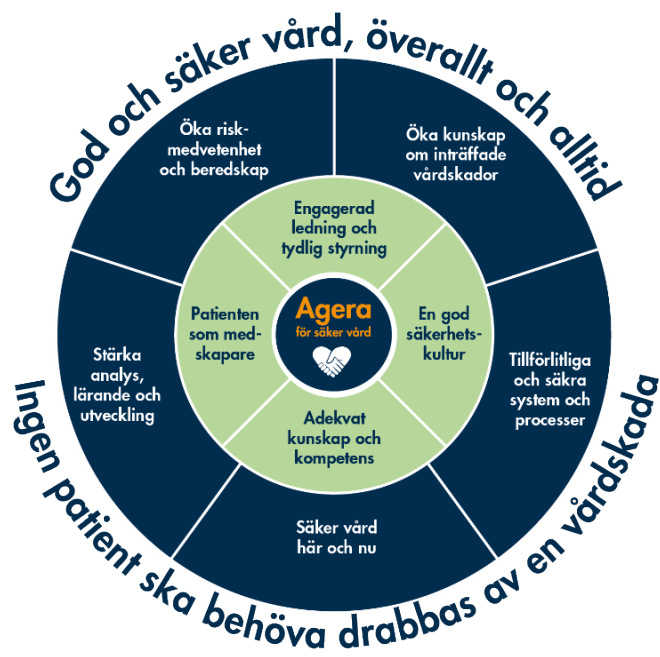 God och säker vård, överallt och alltid
Öka risk-
medvetenhet
och beredskap
Öka kunskap
om inträffade
vårdskador
Engagerad
ledning och
tydlig styrning
Patienten
som med-
skapare
Agera
för säker vård
En god
säkerhets-
kultur
Stärka
analys,
lärande och
utveckling
Tillförlitliga
och säkra
system och
processer
Adekvat
kunskap och
kompetens
Säker vård
här och nu
Ingen patient ska behöva drabbas av en vårdskada